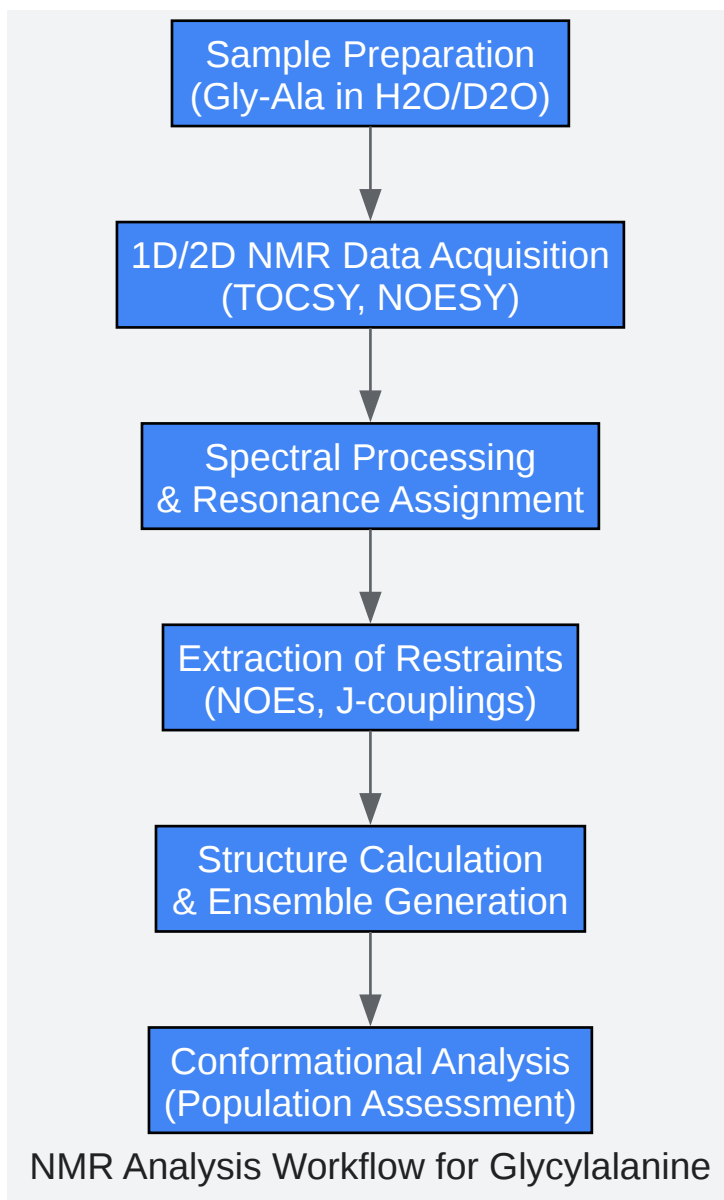 Sample Preparation
(Gly-Ala in H2O/D2O)
1D/2D NMR Data Acquisition
(TOCSY, NOESY)
Spectral Processing
& Resonance Assignment
Extraction of Restraints
(NOEs, J-couplings)
Structure Calculation
& Ensemble Generation
Conformational Analysis
(Population Assessment)
NMR Analysis Workflow for Glycylalanine